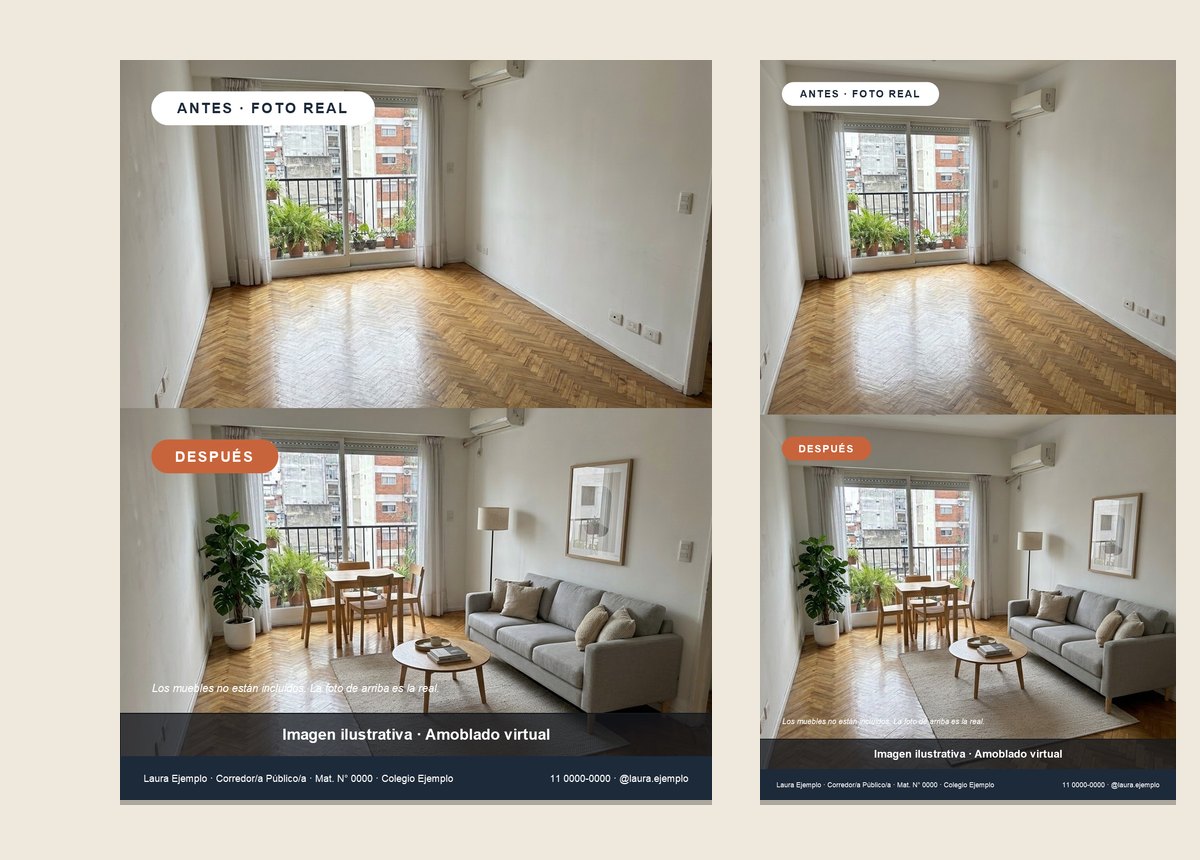 ANTES · FOTO REAL
DESPUÉS
Los muebles no están incluidos. La foto de arriba es la real.
Imagen ilustrativa · Amoblado virtual
Laura Ejemplo · Corredor/a Público/a · Mat. N° 0000 · Colegio Ejemplo
11 0000-0000 · @laura.ejemplo
ANTES · FOTO REAL
DESPUÉS
Los muebles no están incluidos. La foto de arriba es la real.
Imagen ilustrativa · Amoblado virtual
Laura Ejemplo · Corredor/a Público/a · Mat. N° 0000 · Colegio Ejemplo
11 0000-0000 · @laura.ejemplo